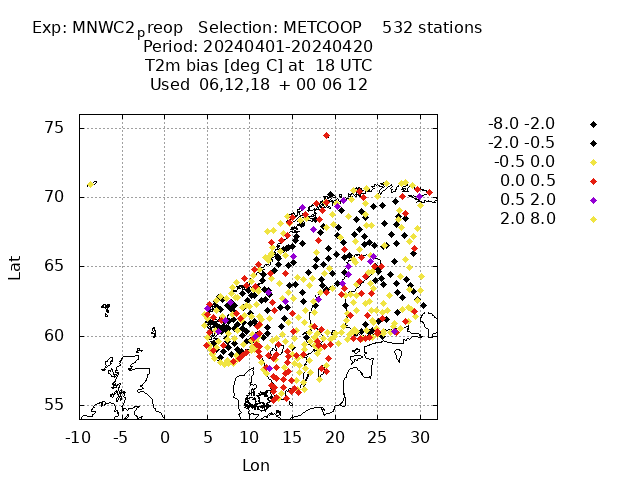 Exp: MNWC2preop   Selection: METCOOP    532 stations
Period: 20240401-20240420
T2m bias [deg C] at  18 UTC
Used  06,12,18  + 00 06 12
-8.0 -2.0
-2.0 -0.5
-0.5 0.0
0.0 0.5
0.5 2.0
2.0 8.0
75
70
65
60
55
Lat
-10 -5 0 5 10 15 20 25 30
Lon